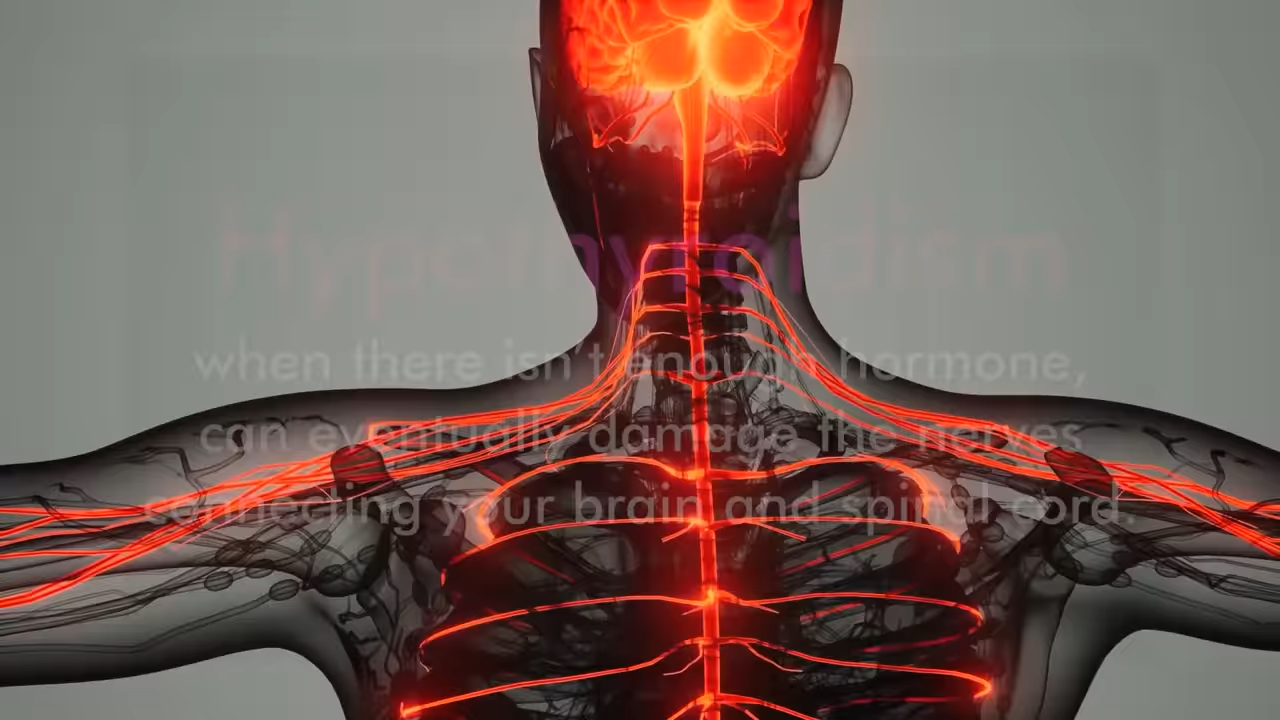 Hypothyroidism
when there isn't enough hormone,
can eventually damage the nerves
connecting your brain and spinal cord.